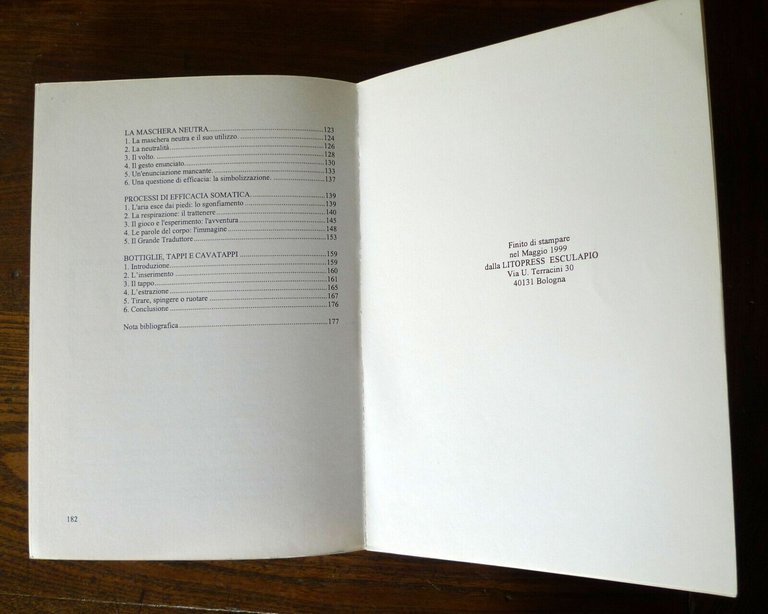 LA MASCHERA NEUTRA.....................................123
1. La maschera neutra e il suo utilizzo.....................................124
2. La neutralità.....................................126
3. Il volto.....................................128
4. Il gesto enunciato.....................................130
5. Un'enunciazione mancante.....................................133
6. Una questione di efficacia: la simbolizzazione.....................................137
PROCESSI DI EFFICACIA SOMATICA.....................................139
1. L'aria esce dai piedi: lo sgonfiamento.....................................139
2. La respirazione: il trattenere.....................................140
3. Il gioco e l'esperimento: l'avventura.....................................145
4. Le parole del corpo: l'immagine.....................................148
5. Il Grande Traduttore.....................................153
BOTTIGLIE, TAPPI E CAVATAPPI.....................................159
1. Introduzione.....................................159
2. L'inserimento.....................................160
3. Il tappo.....................................161
4. L'estrazione.....................................165
5. Tirare, spingere o ruotare.....................................167
6. Conclusione.....................................176
Nota bibliografica.....................................177
182
Finito di stampare
nel Maggio 1999
dalla LITOPRESS ESCULAPIO
Via U. Terracini 30
40131 Bologna